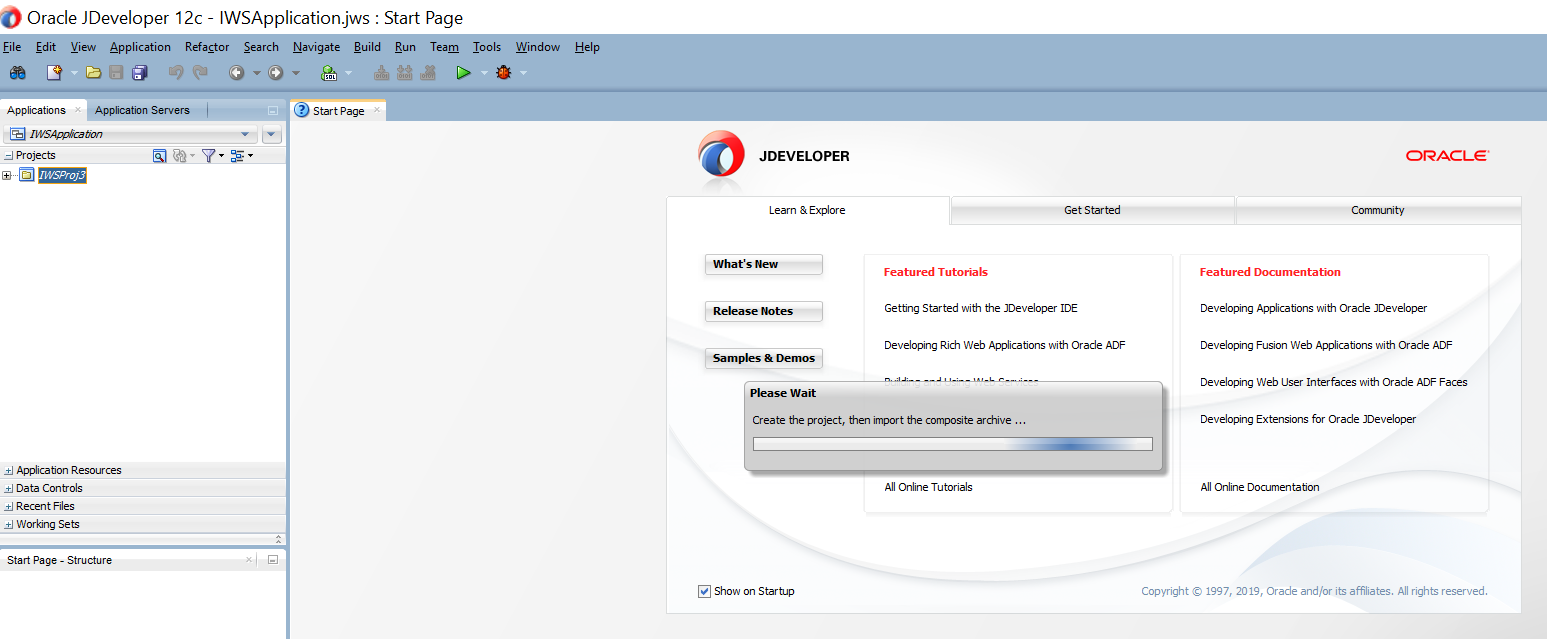 Oracle JDeveloper 12c - IWSApplication.jws : Start Page
File Edit View Application Refactor Search Navigate Build Run Team Tools Window Help
SQL
Applications Application Servers
Start Page
IWSApplication
Projects
IWSProj3
JDEVELOPER
ORACLE
Learn & Explore Get Started Community
What's New
Release Notes
Samples & Demos
Featured Tutorials
Getting Started with the JDeveloper IDE
Developing Rich Web Applications with Oracle ADF
Building and Using Web Services
All Online Tutorials
Featured Documentation
Developing Applications with Oracle JDeveloper
Developing Fusion Web Applications with Oracle ADF
Developing Web User Interfaces with Oracle ADF Faces
Developing Extensions for Oracle JDeveloper
All Online Documentation
Please Wait
Create the project, then import the composite archive ...
Application Resources
Data Controls
Recent Files
Working Sets
Start Page - Structure
Show on Startup
Copyright © 1997, 2019, Oracle and/or its affiliates. All rights reserved.